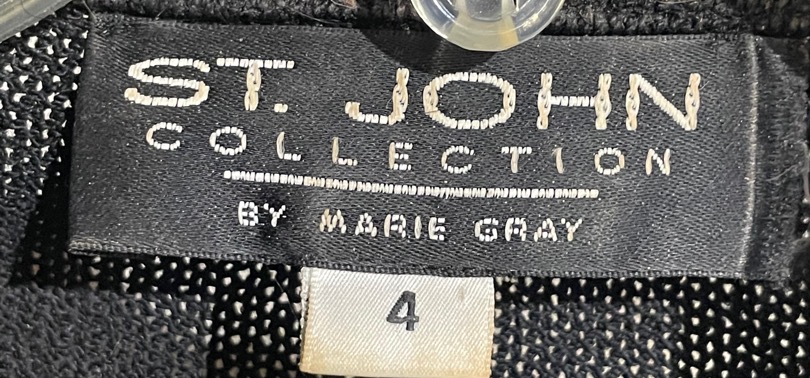 ST. JOHN
COLLECTION
BY MARIE GRAY
4